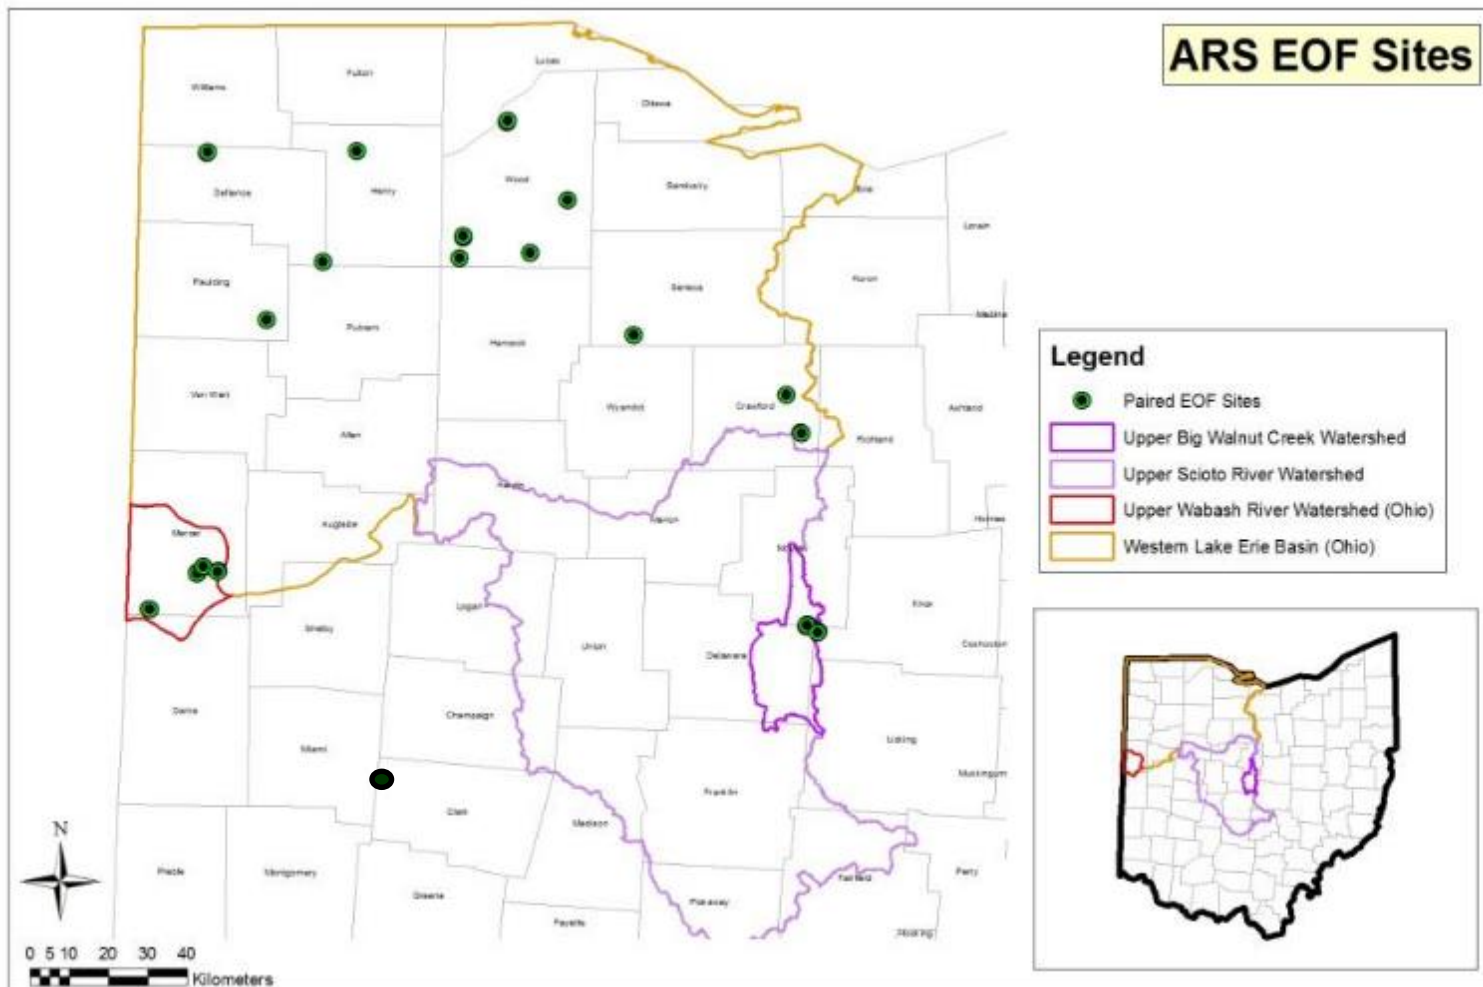 ARS EOF Sites
Lucas
Fulton
Williams
Ottawa
Wood
Sandusky
Erie
Defiance
Henry
Lorain
Paulding
Seneca
Huron
Medina
Putnam
Hancock
Van Wert
Wyandot
Crawford
Ashland
Allen
Richland
Hardin
Marion
Holmes
Mercer
Auglaize
Morrow
Logan
Knox
Shelby
Union
Delaware
Coshocton
Darke
Champaign
Miami
Licking
Muskingum
Franklin
Clark
Madison
Preble
Montgomery
Fairfield
Perry
Greene
Pickaway
Fayette
Hocking
N
0 5 10 20 30 40
Kilometers
Legend
Paired EOF Sites
Upper Big Walnut Creek Watershed
Upper Scioto River Watershed
Upper Wabash River Watershed (Ohio)
Western Lake Erie Basin (Ohio)